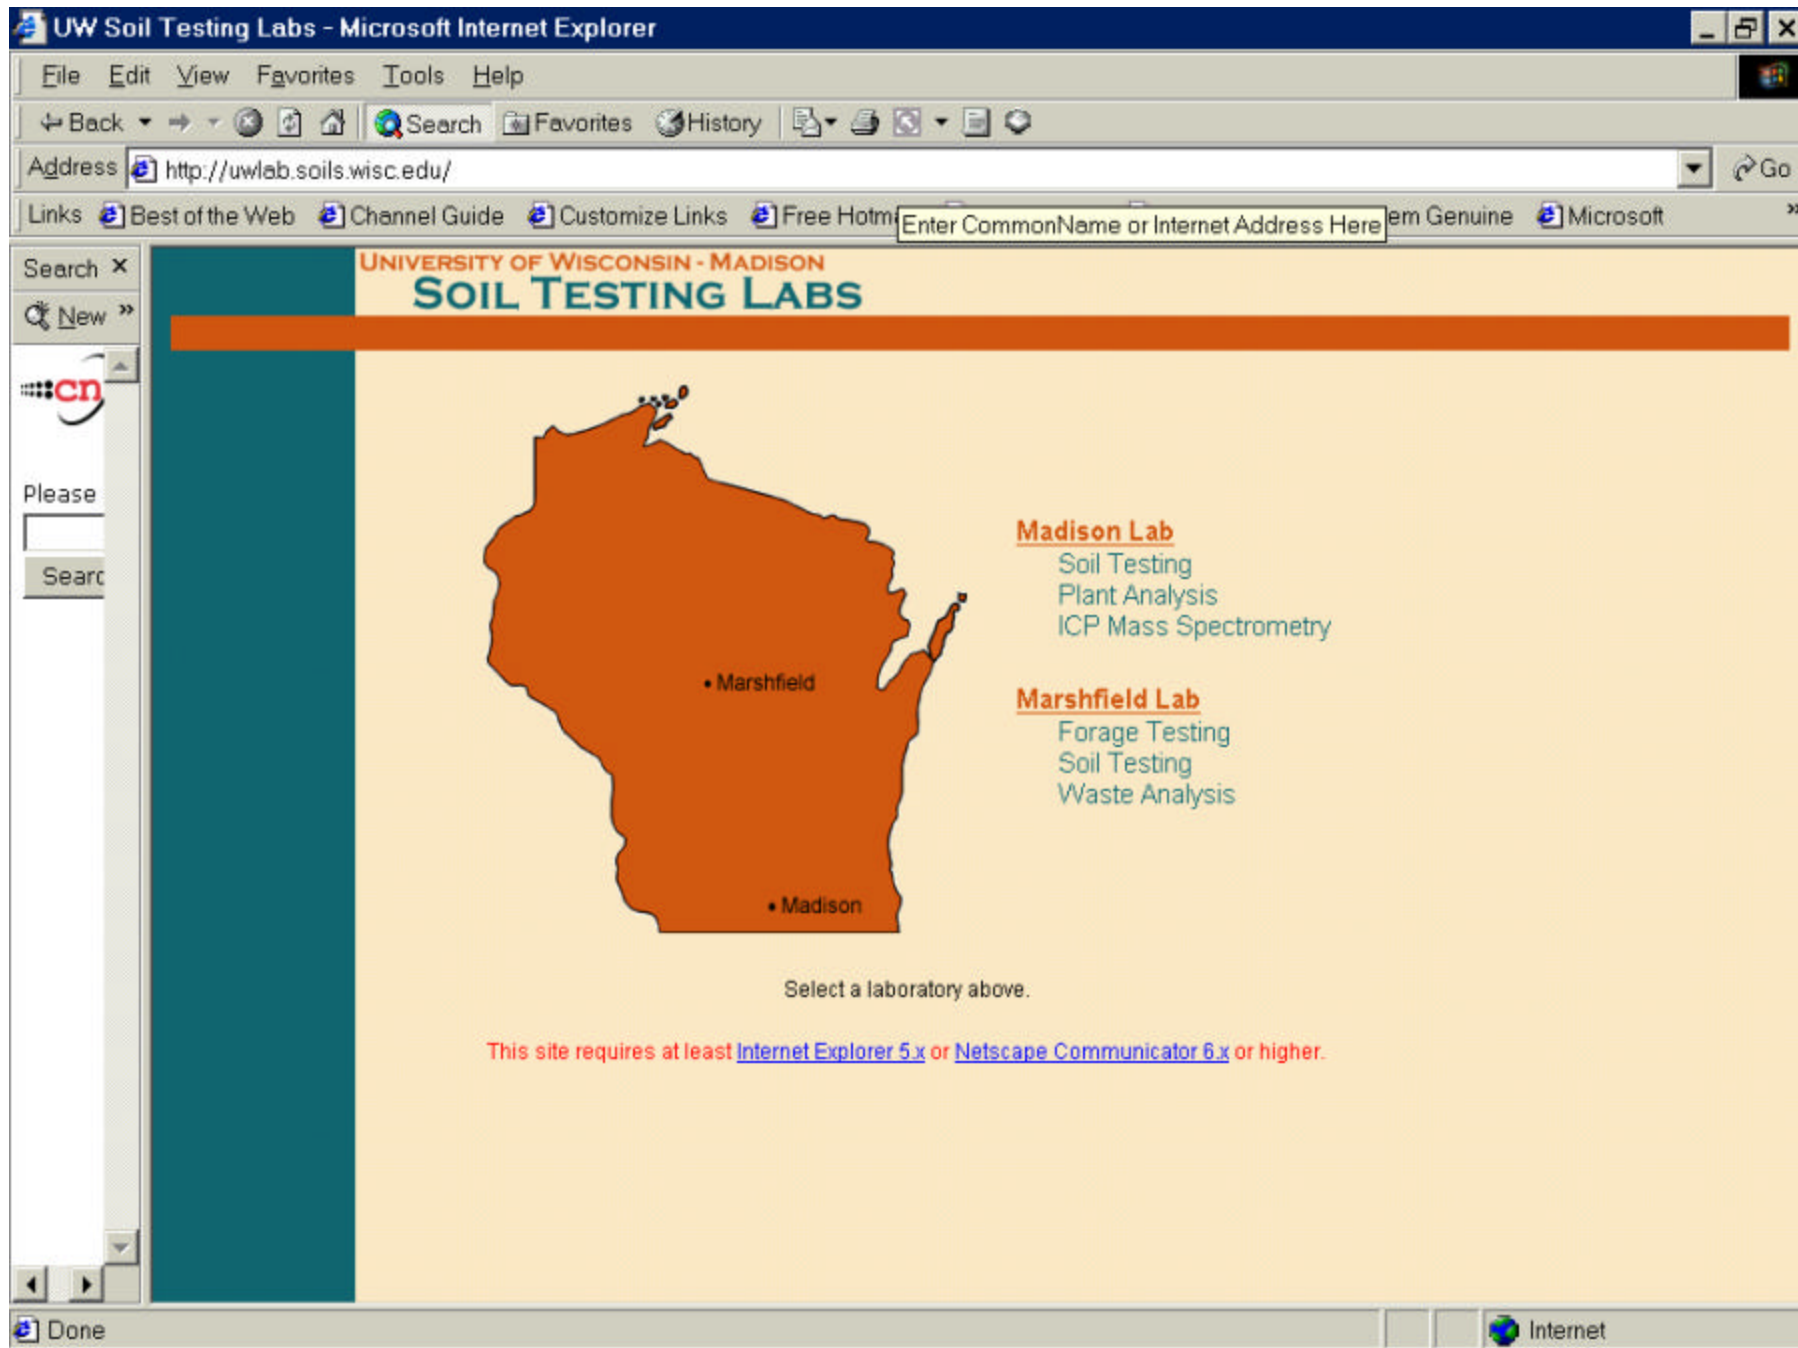 UW Soil Testing Labs - Microsoft Internet Explorer
File Edit View Favorites Tools Help
Back Search Favorites History
Address http://uwlab.soils.wisc.edu/ Go
Links Best of the Web Channel Guide Customize Links Free Enter CommonName or Internet Address Here Genuine Microsoft
Search
New
UNIVERSITY OF WISCONSIN - MADISON
SOIL TESTING LABS
cn
Please
Searc
Marshfield
Madison
Madison Lab
Soil Testing
Plant Analysis
ICP Mass Spectrometry
Marshfield Lab
Forage Testing
Soil Testing
Waste Analysis
Select a laboratory above.
This site requires at least Internet Explorer 5.x or Netscape Communicator 6.x or higher.
Done Internet